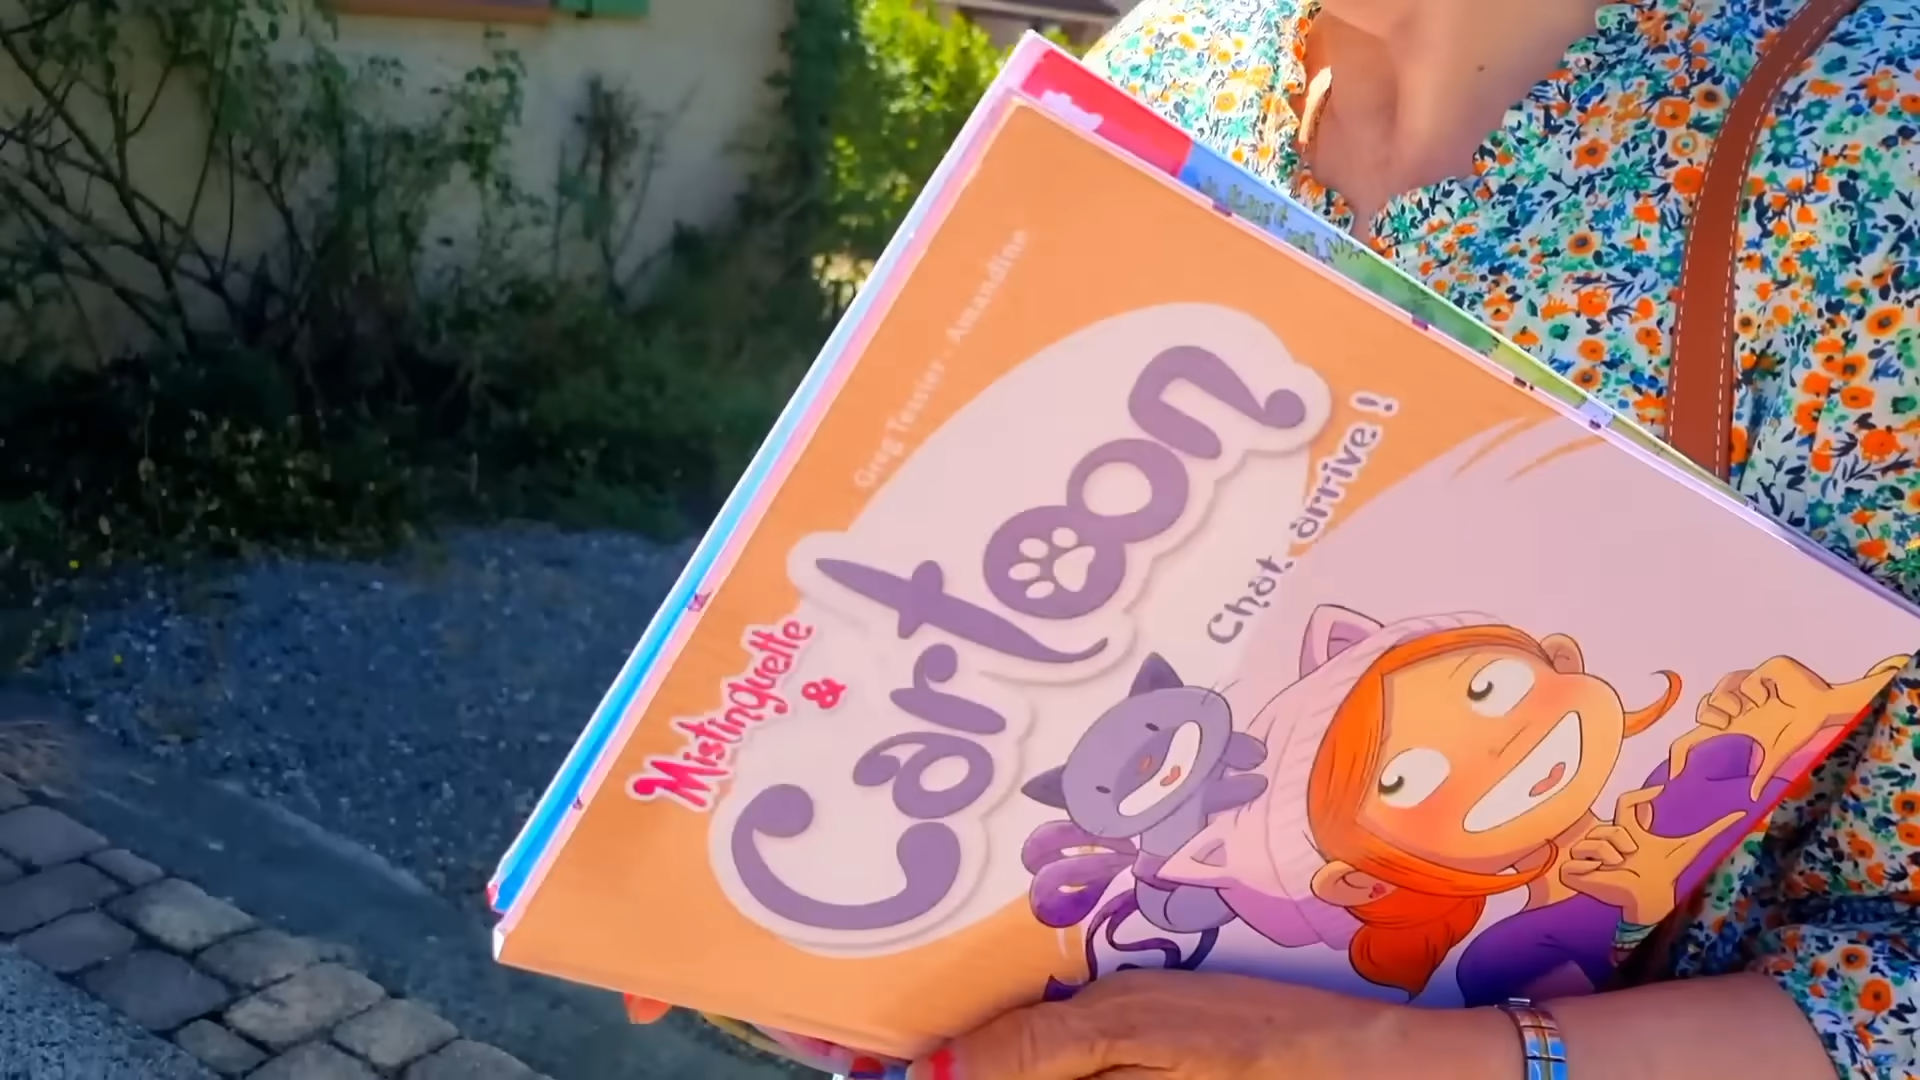 Greg Tessier - Amandine
Mistinguette
&
Cartoon
Chat arrive !